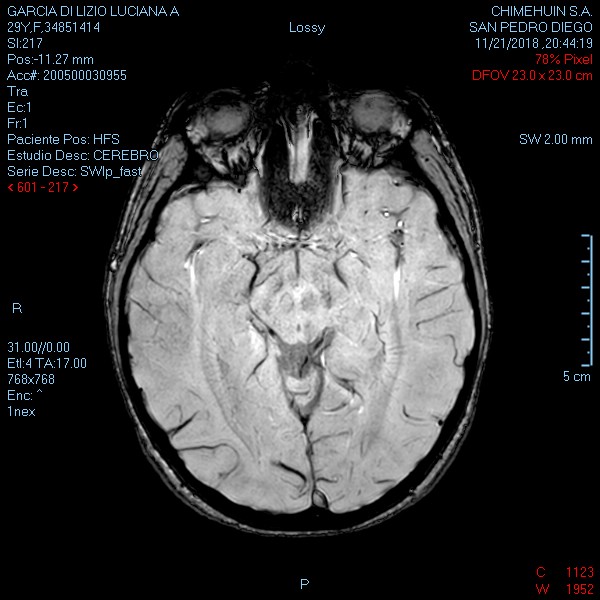 GARCIA DI LIZIO LUCIANA A
29Y,F,34851414
Sl:217
Pos:-11.27 mm
Acc#: 200500030955
Tra
Ec:1
Fr:1
Paciente Pos: HFS
Estudio Desc: CEREBRO
Serie Desc: SWIp_fast
< 601 - 217 >
Lossy
CHIMEHUIN S.A.
SAN PEDRO DIEGO
11/21/2018 ,20:44:19
78% Pixel
DFOV 23.0 x 23.0 cm
SW 2.00 mm
R
31.00//0.00
Etl:4 TA:17.00
768x768
Enc: ^
1nex
5 cm
P
C 1123
W 1952